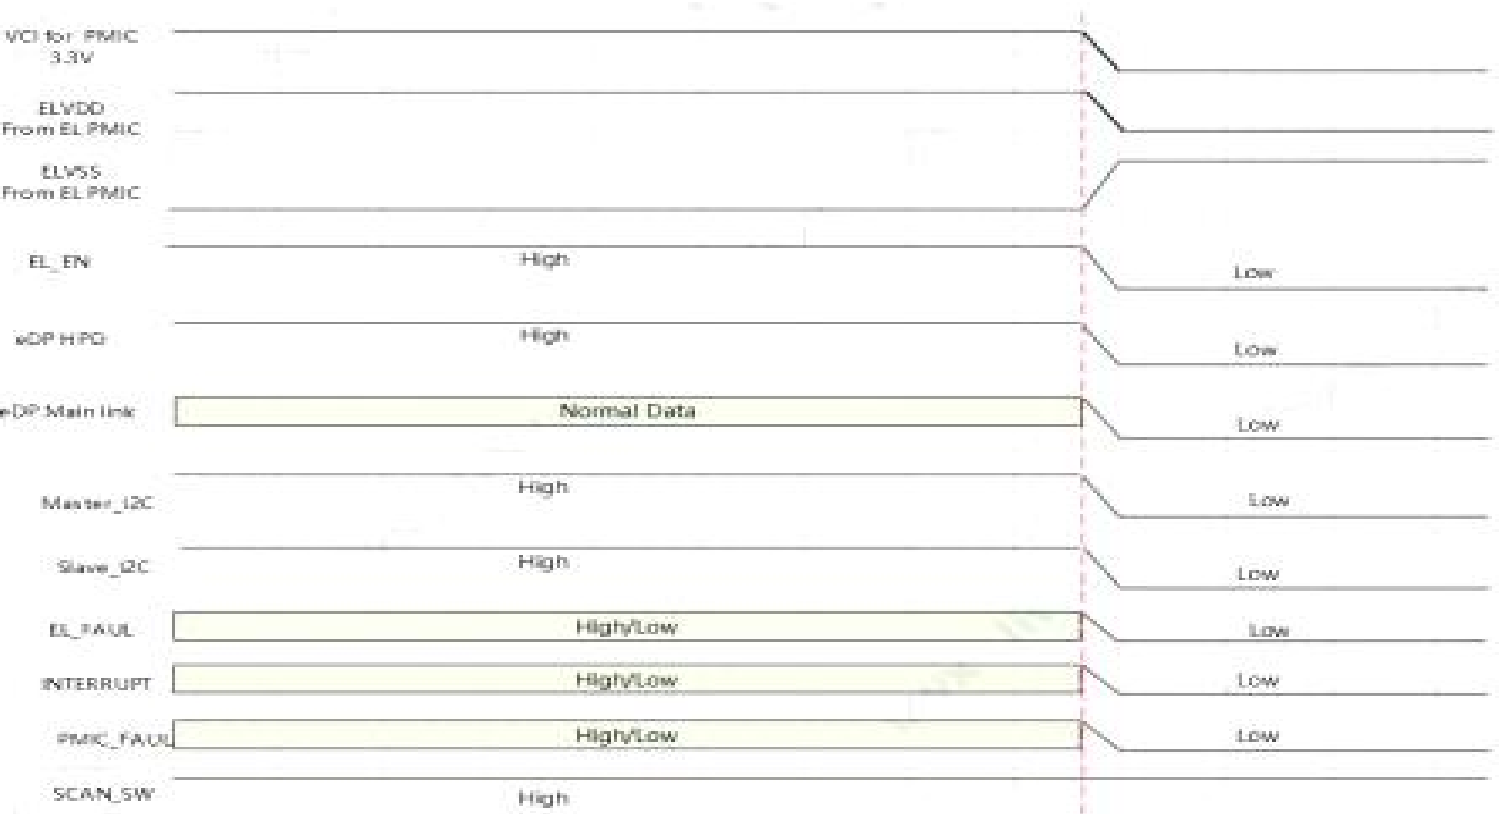 VCI for PMIC
3.3V
ELVDD
From EL PMIC
ELVSS
From EL PMIC
EL_EN
High
Low
eDP HPD
High
Low
eDP Main link
Normal Data
Low
Master_I2C
High
Low
Slave_I2C
High
Low
EL_FAUL
High/Low
Low
INTERRUPT
High/Low
Low
PMIC_FAUL
High/Low
Low
SCAN_SW
High